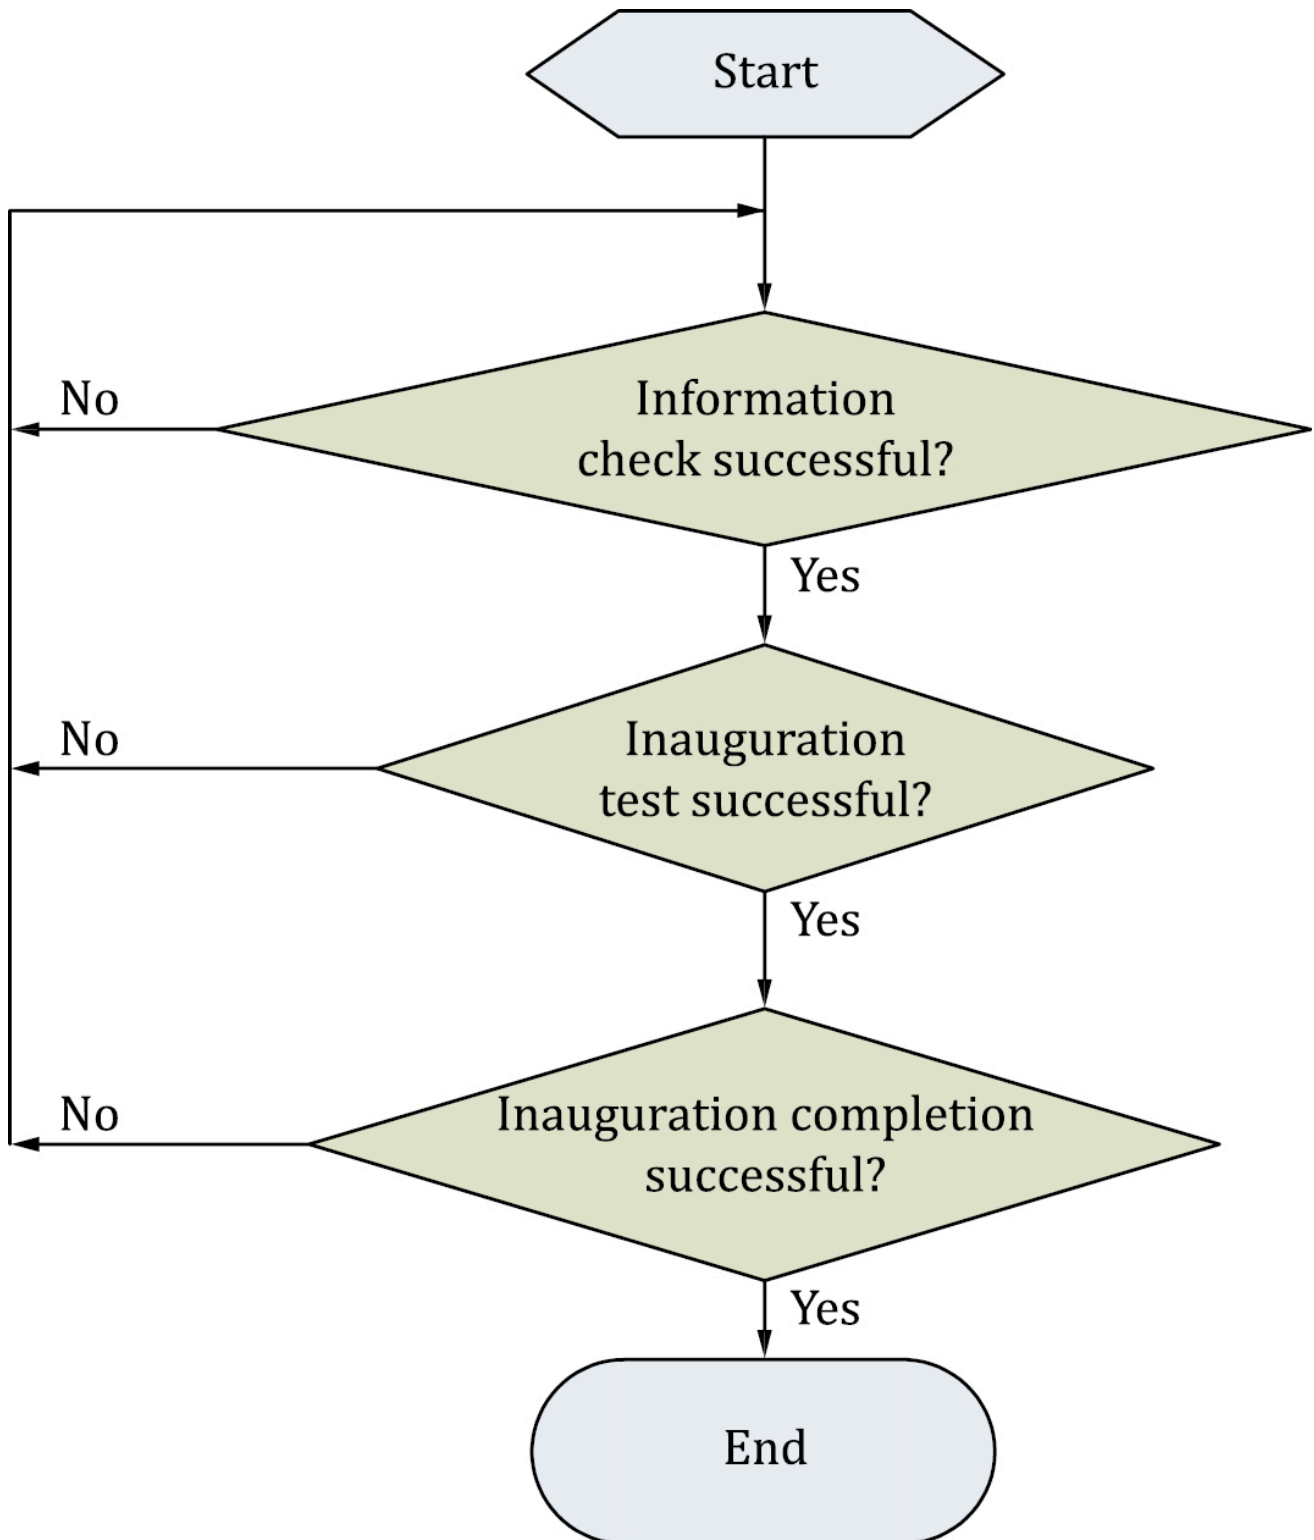 Start
No
Information
check successful?
Yes
No
Inauguration
test successful?
Yes
No
Inauguration completion
successful?
Yes
End